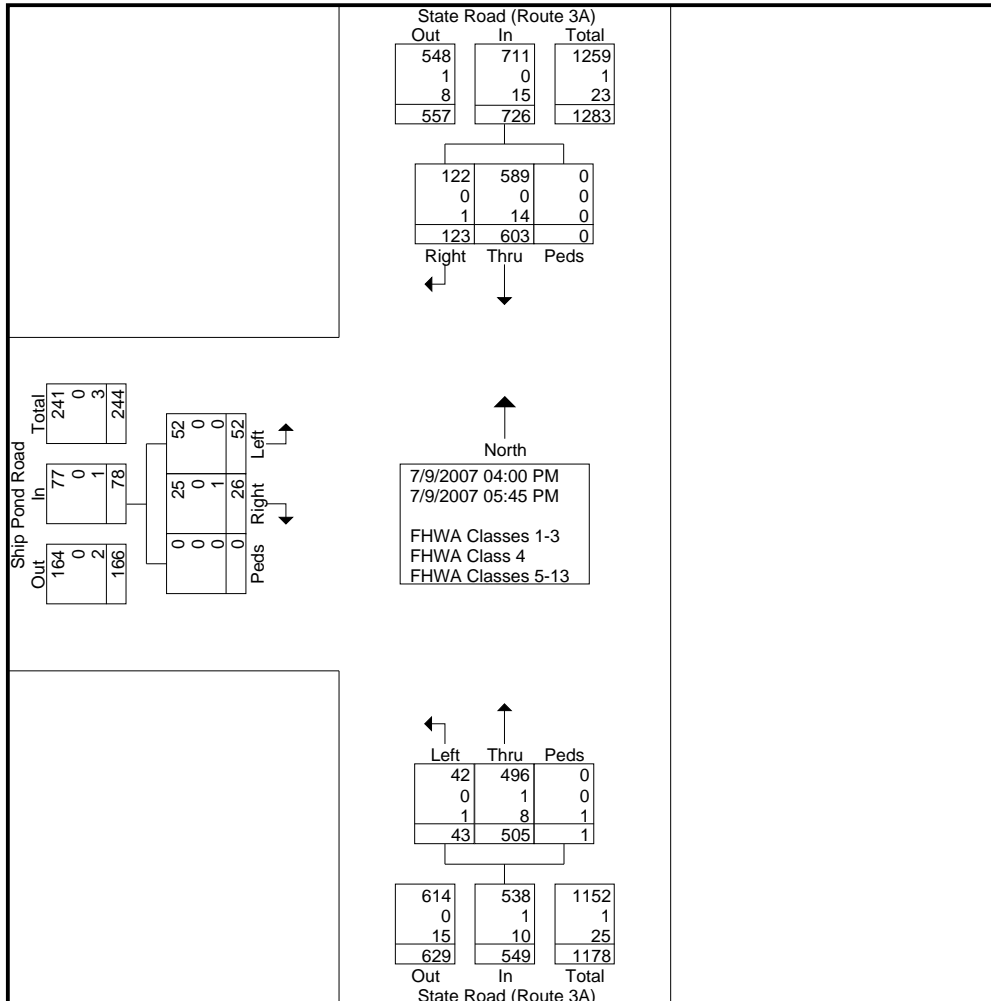 State Road (Route 3A)
Out In Total
548 711 1259
1 0 1
8 15 23
557 726 1283
122 589 0
0 0 0
1 14 0
123 603 0
Right Thru Peds
Ship Pond Road
Total
241 0 3 244
In
77 0 1 78
Out
164 0 2 166
52 0 0 52
Left
25 0 1 26
Right
0 0 0 0
Peds
North
7/9/2007 04:00 PM
7/9/2007 05:45 PM
FHWA Classes 1-3
FHWA Class 4
FHWA Classes 5-13
Left Thru Peds
42 496 0
0 1 0
1 8 1
43 505 1
614 538 1152
0 1 1
15 10 25
629 549 1178
Out In Total
State Road (Route 3A)